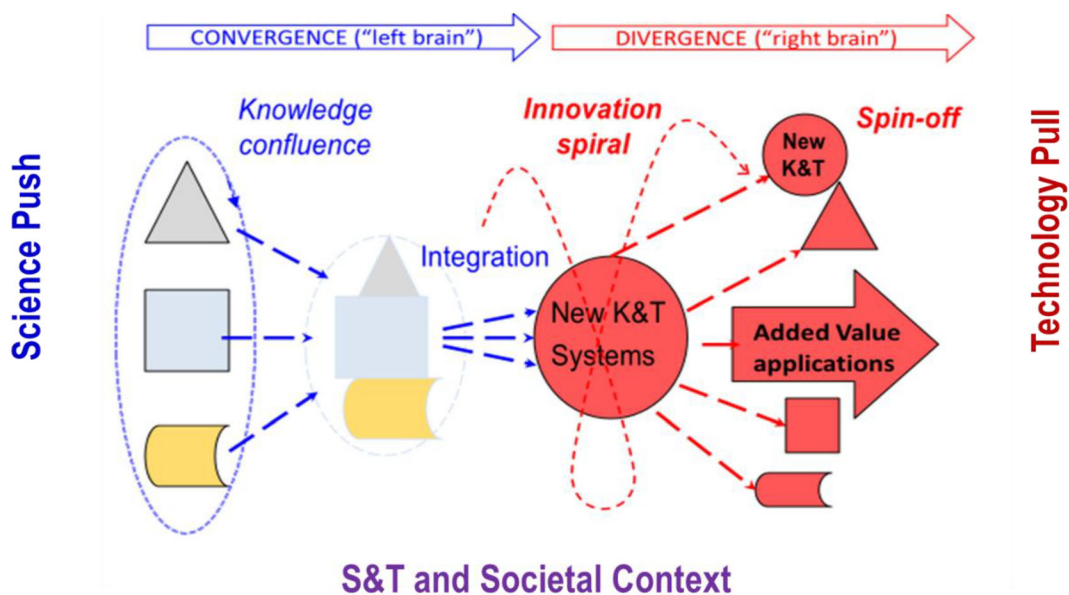 CONVERGENCE ("left brain")
DIVERGENCE ("right brain")
Science Push
Knowledge
confluence
Integration
Innovation
spiral
New K&T
Systems
New
K&T
Spin-off
Added Value
applications
Technology Pull
S&T and Societal Context